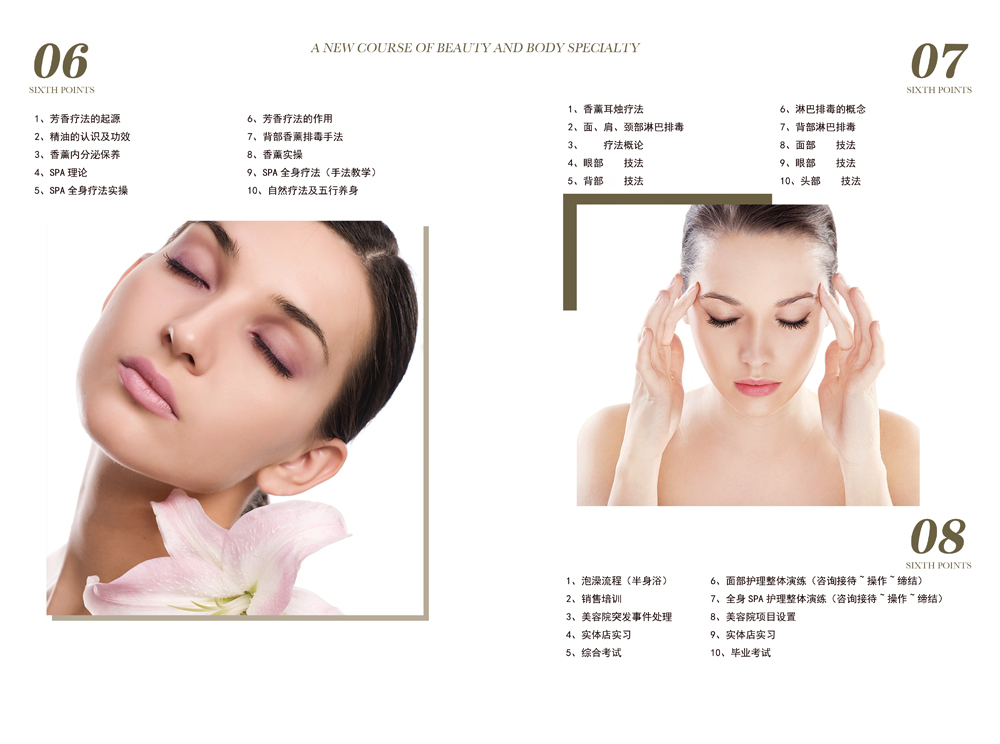 A NEW COURSE OF BEAUTY AND BODY SPECIALTY
06
SIXTH POINTS
1、芳香疗法的起源
2、精油的认识及功效
3、香薰内分泌保养
4、SPA 理论
5、SPA 全身疗法实操
6、芳香疗法的作用
7、背部香薰排毒手法
8、香薰实操
9、SPA 全身疗法（手法教学）
10、自然疗法及五行养身
07
SIXTH POINTS
1、香薰耳烛疗法
2、面、肩、颈部淋巴排毒
3、 疗法概论
4、眼部 技法
5、背部 技法
6、淋巴排毒的概念
7、背部淋巴排毒
8、面部 技法
9、眼部 技法
10、头部 技法
08
SIXTH POINTS
1、泡澡流程（半身浴）
2、销售培训
3、美容院突发事件处理
4、实体店实习
5、综合考试
6、面部护理整体演练（咨询接待~操作~缔结）
7、全身 SPA 护理整体演练（咨询接待~操作~缔结）
8、美容院项目设置
9、实体店实习
10、毕业考试